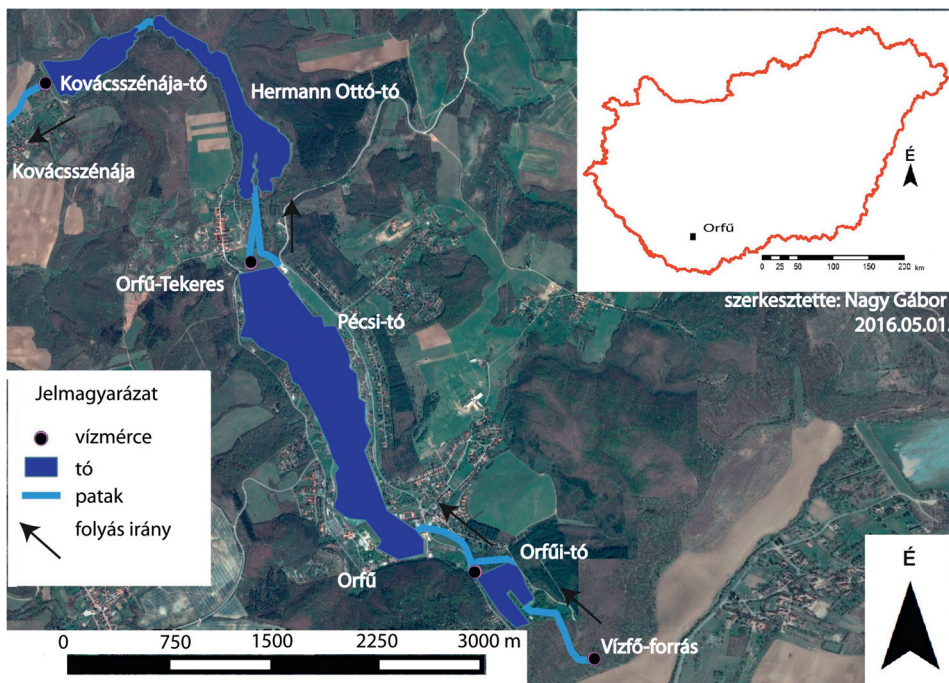 Kovácsszénája-tó
Hermann Ottó-tó
Kovácsszénája
Orfű-Tekeres
Pécsi-tó
É
Orfű
0 25 50 100 150 200 km
szerkesztette: Nagy Gábor
2016.05.01.
Jelmagyarázat
vízmérce
tó
patak
folyás irány
Orfűi-tó
Orfű
Vízfő-forrás
É
0 750 1500 2250 3000 m